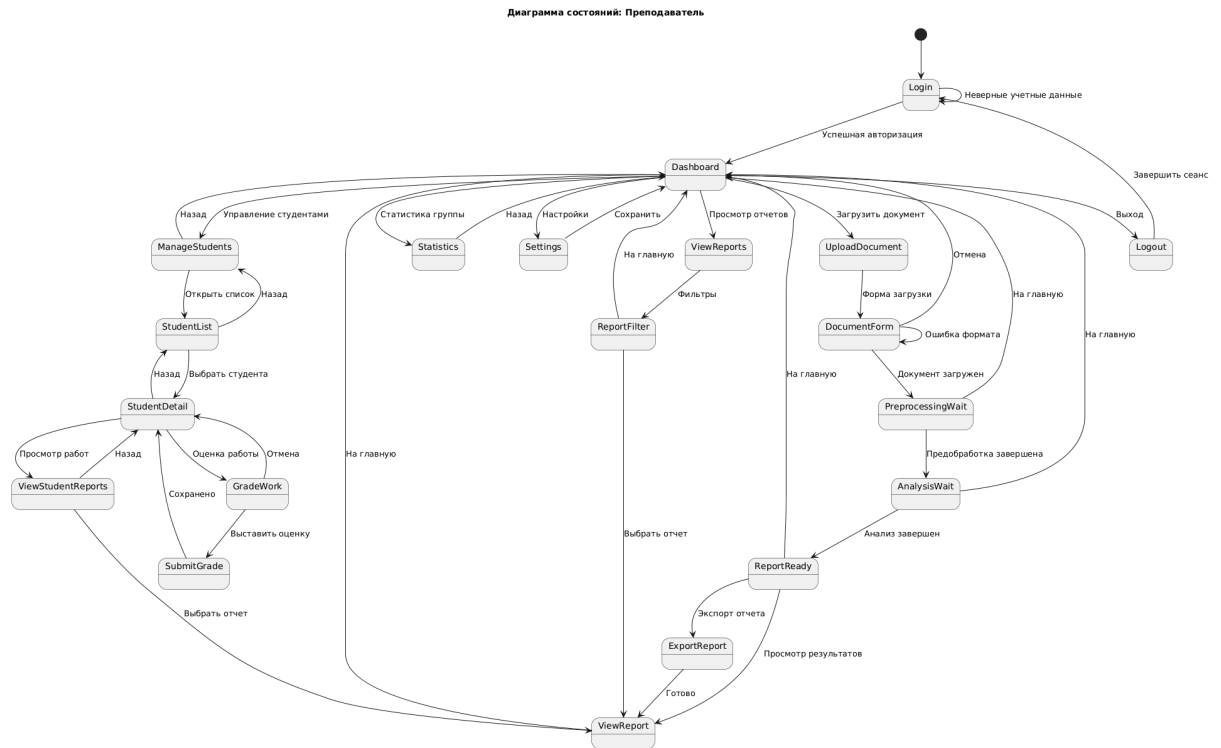 Диаграмма состояний: Преподаватель
Login
Неверные учетные данные
Успешная авторизация
Dashboard
Завершить сеанс
Назад
Управление студентами
Статистика группы
Назад
Настройки
Сохранить
Просмотр отчетов
Загрузить документ
Выход
ManageStudents
Statistics
Settings
На главную
ViewReports
UploadDocument
Отмена
Logout
Открыть список
Назад
Фильтры
Форма загрузки
На главную
StudentList
ReportFilter
DocumentForm
Ошибка формата
На главную
Назад
Выбрать студента
На главную
Документ загружен
StudentDetail
PreprocessingWait
Просмотр работ
Назад
Оценка работы
Отмена
На главную
Предобработка завершена
ViewStudentReports
Сохранено
GradeWork
AnalysisWait
Выставить оценку
Выбрать отчет
Анализ завершен
SubmitGrade
ReportReady
Выбрать отчет
Экспорт отчета
ExportReport
Просмотр результатов
Готово
ViewReport